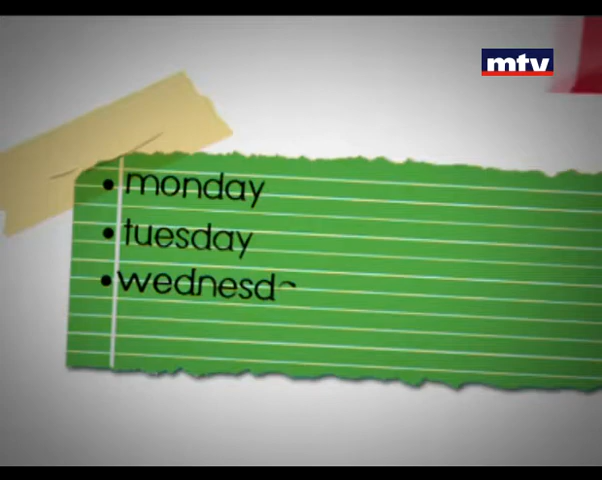 mtv
• monday
• tuesday
• wednesd